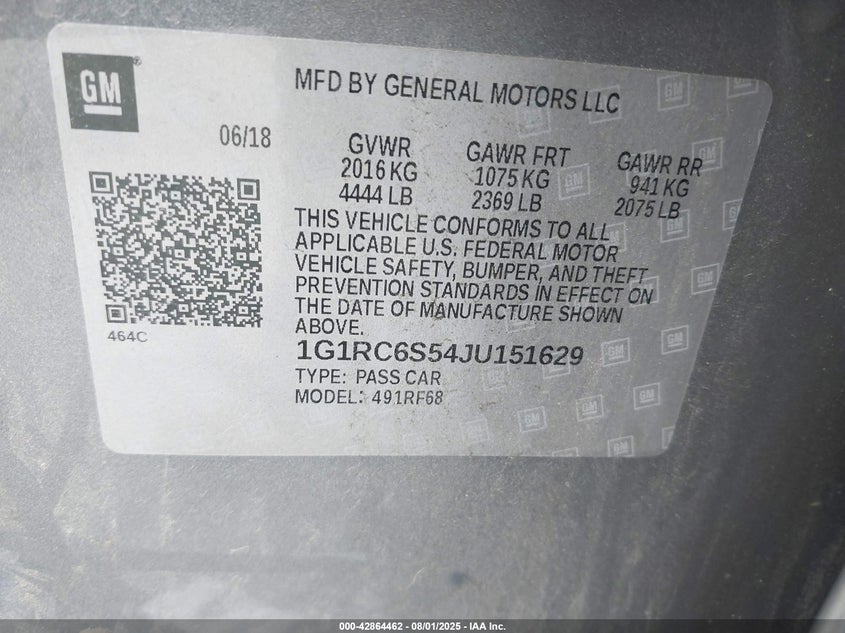 GM
MFD BY GENERAL MOTORS LLC
06/18
GVWR GAWR FRT GAWR RR
2016 KG 1075 KG 941 KG
4444 LB 2369 LB 2075 LB
THIS VEHICLE CONFORMS TO ALL
APPLICABLE U.S. FEDERAL MOTOR
VEHICLE SAFETY, BUMPER, AND THEFT
PREVENTION STANDARDS IN EFFECT ON
THE DATE OF MANUFACTURE SHOWN
ABOVE.
464C
1G1RC6S54JU151629
TYPE: PASS CAR
MODEL: 491RF68
000-42864462 - 08/01/2025 - IAA Inc.